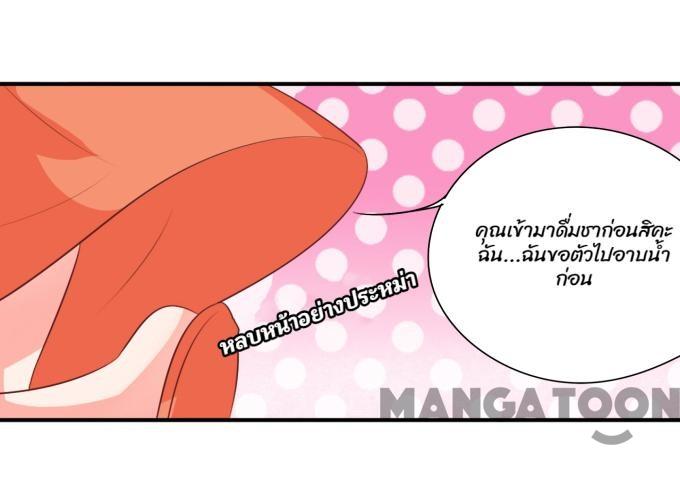 คุณเข้ามาดื่มชาก่อนสิคะ
ฉัน...ฉันขอตัวไปอาบน้ำ
ก่อน
หลบหน้าอย่างประหม่า
MANGATOON